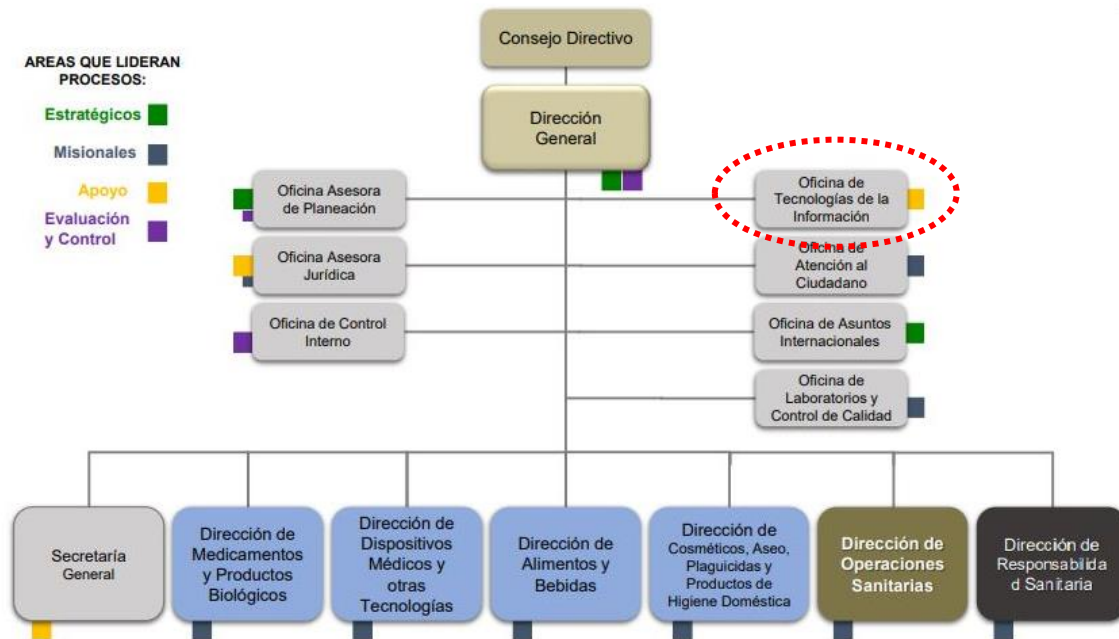 Consejo Directivo
AREAS QUE LIDERAN
PROCESOS:
Estratégicos
Misionales
Apoyo
Evaluación
y Control
Dirección
General
Oficina Asesora
de Planeación
Oficina de
Tecnologías de la
Información
Oficina Asesora
Jurídica
Oficina de
Atención al
Ciudadano
Oficina de Control
Interno
Oficina de Asuntos
Internacionales
Oficina de
Laboratorios y
Control de Calidad
Secretaría
General
Dirección de
Medicamentos
y Productos
Biológicos
Dirección de
Dispositivos
Médicos y
otras
Tecnologías
Dirección de
Alimentos y
Bebidas
Dirección de
Cosméticos, Aseo,
Plaguicidas y
Productos de
Higiene Doméstica
Dirección de
Operaciones
Sanitarias
Dirección de
Responsabilida
d Sanitaria